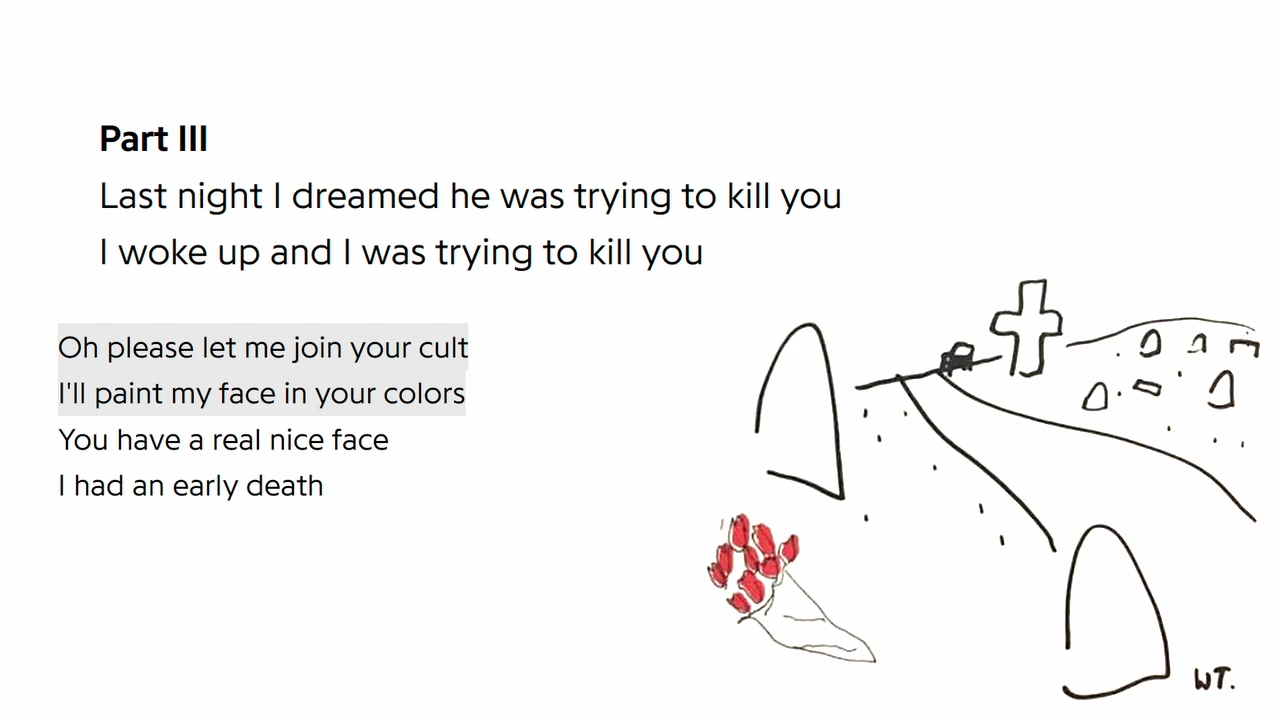 Part III
Last night I dreamed he was trying to kill you
I woke up and I was trying to kill you
Oh please let me join your cult
I'll paint my face in your colors
You have a real nice face
I had an early death
WT.